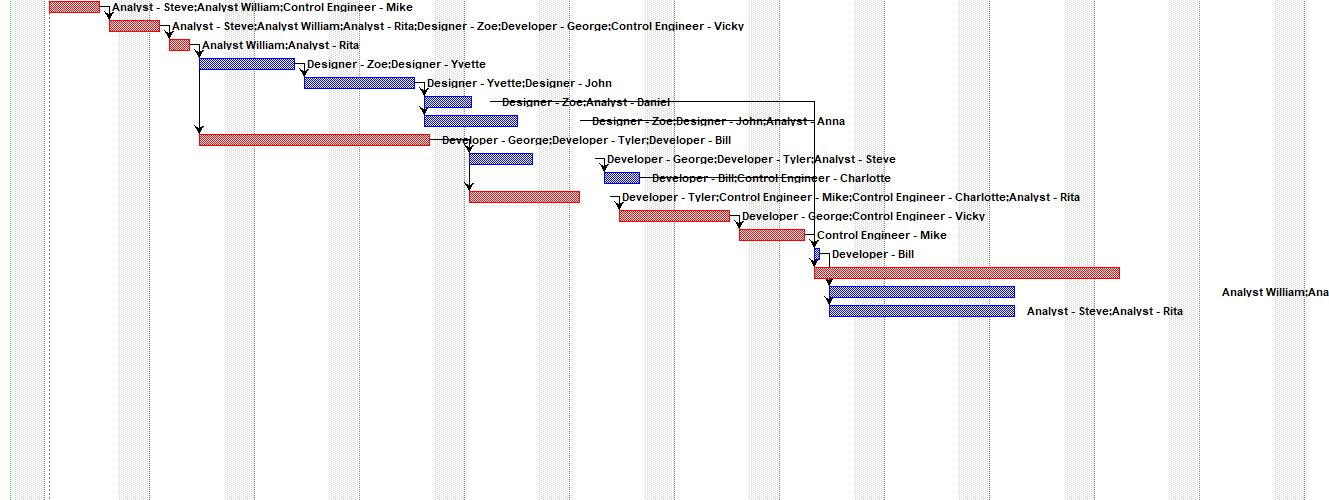 Analyst - Steve;Analyst William;Control Engineer - Mike
Analyst - Steve;Analyst William;Analyst - Rita;Designer - Zoe;Developer - George;Control Engineer - Vicky
Analyst William;Analyst - Rita
Designer - Zoe;Designer - Yvette
Designer - Yvette;Designer - John
Designer - Zoe;Analyst - Daniel
Designer - Zoe;Designer - John;Analyst - Anna
Developer - George;Developer - Tyler;Developer - Bill
Developer - George;Developer - Tyler;Analyst - Steve
Developer - Bill;Control Engineer - Charlotte
Developer - Tyler;Control Engineer - Mike;Control Engineer - Charlotte;Analyst - Rita
Developer - George;Control Engineer - Vicky
Control Engineer - Mike
Developer - Bill
Analyst William;Ana
Analyst - Steve;Analyst - Rita